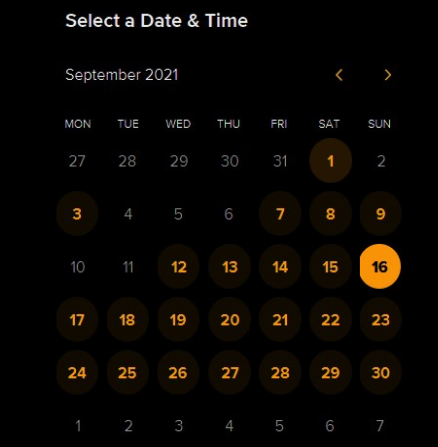 Select a Date & Time
September 2021 < >
MON TUE WED THU FRI SAT SUN
27 28 29 30 31 1 2
3 4 5 6 7 8 9
10 11 12 13 14 15 16
17 18 19 20 21 22 23
24 25 26 27 28 29 30
1 2 3 4 5 6 7